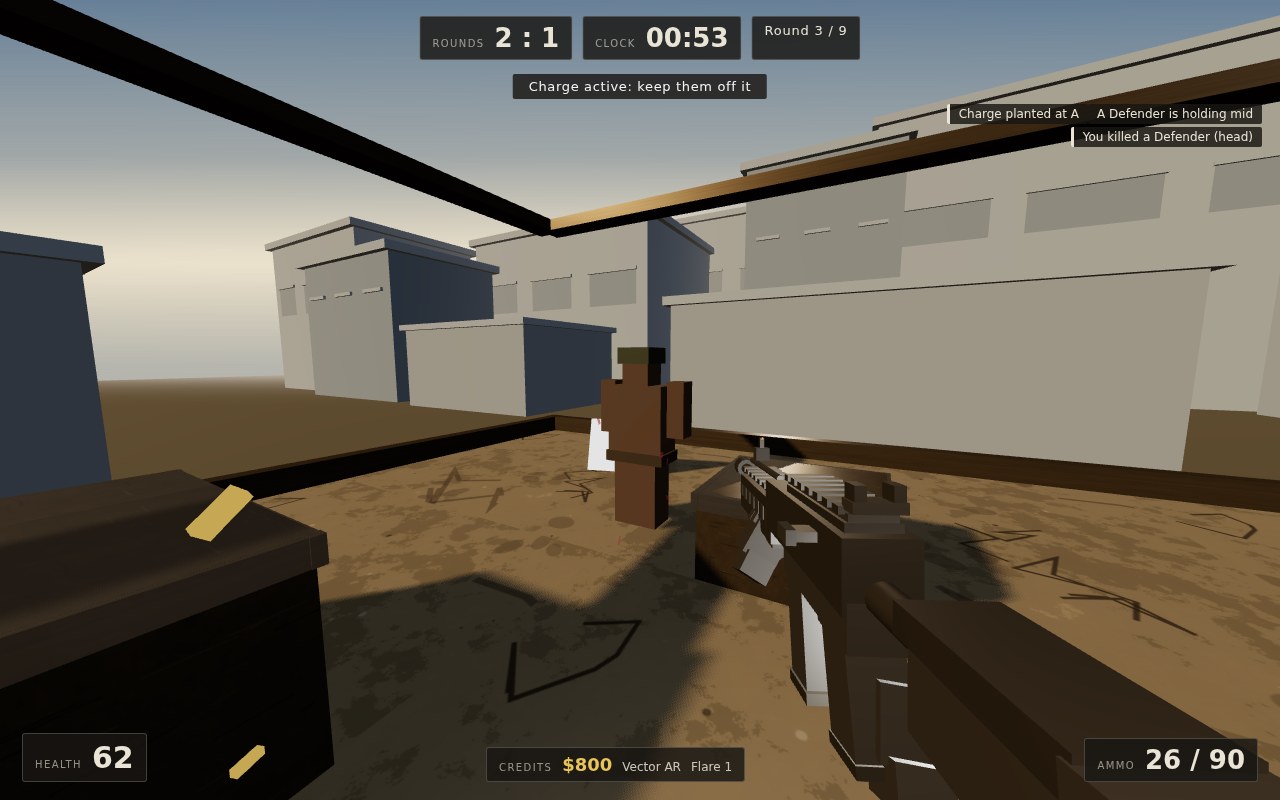 ROUNDS 2 : 1 CLOCK 00:53 Round 3 / 9
Charge active: keep them off it
Charge planted at A A Defender is holding mid
You killed a Defender (head)
HEALTH 62
CREDITS $800 Vector AR Flare 1
AMMO 26 / 90